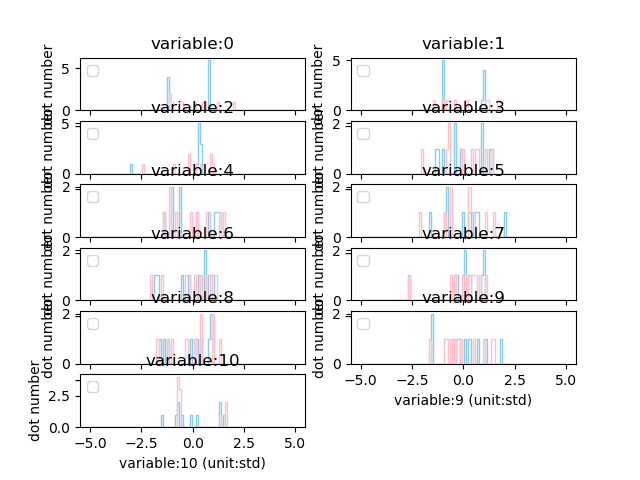 variable:0
variable:1
dot number
5
0
dot number
5
0
variable:2
variable:3
dot number
5
0
dot number
2
0
variable:4
variable:5
dot number
2
0
dot number
2
0
variable:6
variable:7
dot number
2
0
dot number
2
0
variable:8
variable:9
dot number
2
0
dot number
2
0
-5.0 -2.5 0.0 2.5 5.0
variable:9 (unit:std)
variable:10
dot number
2.5
0.0
-5.0 -2.5 0.0 2.5 5.0
variable:10 (unit:std)